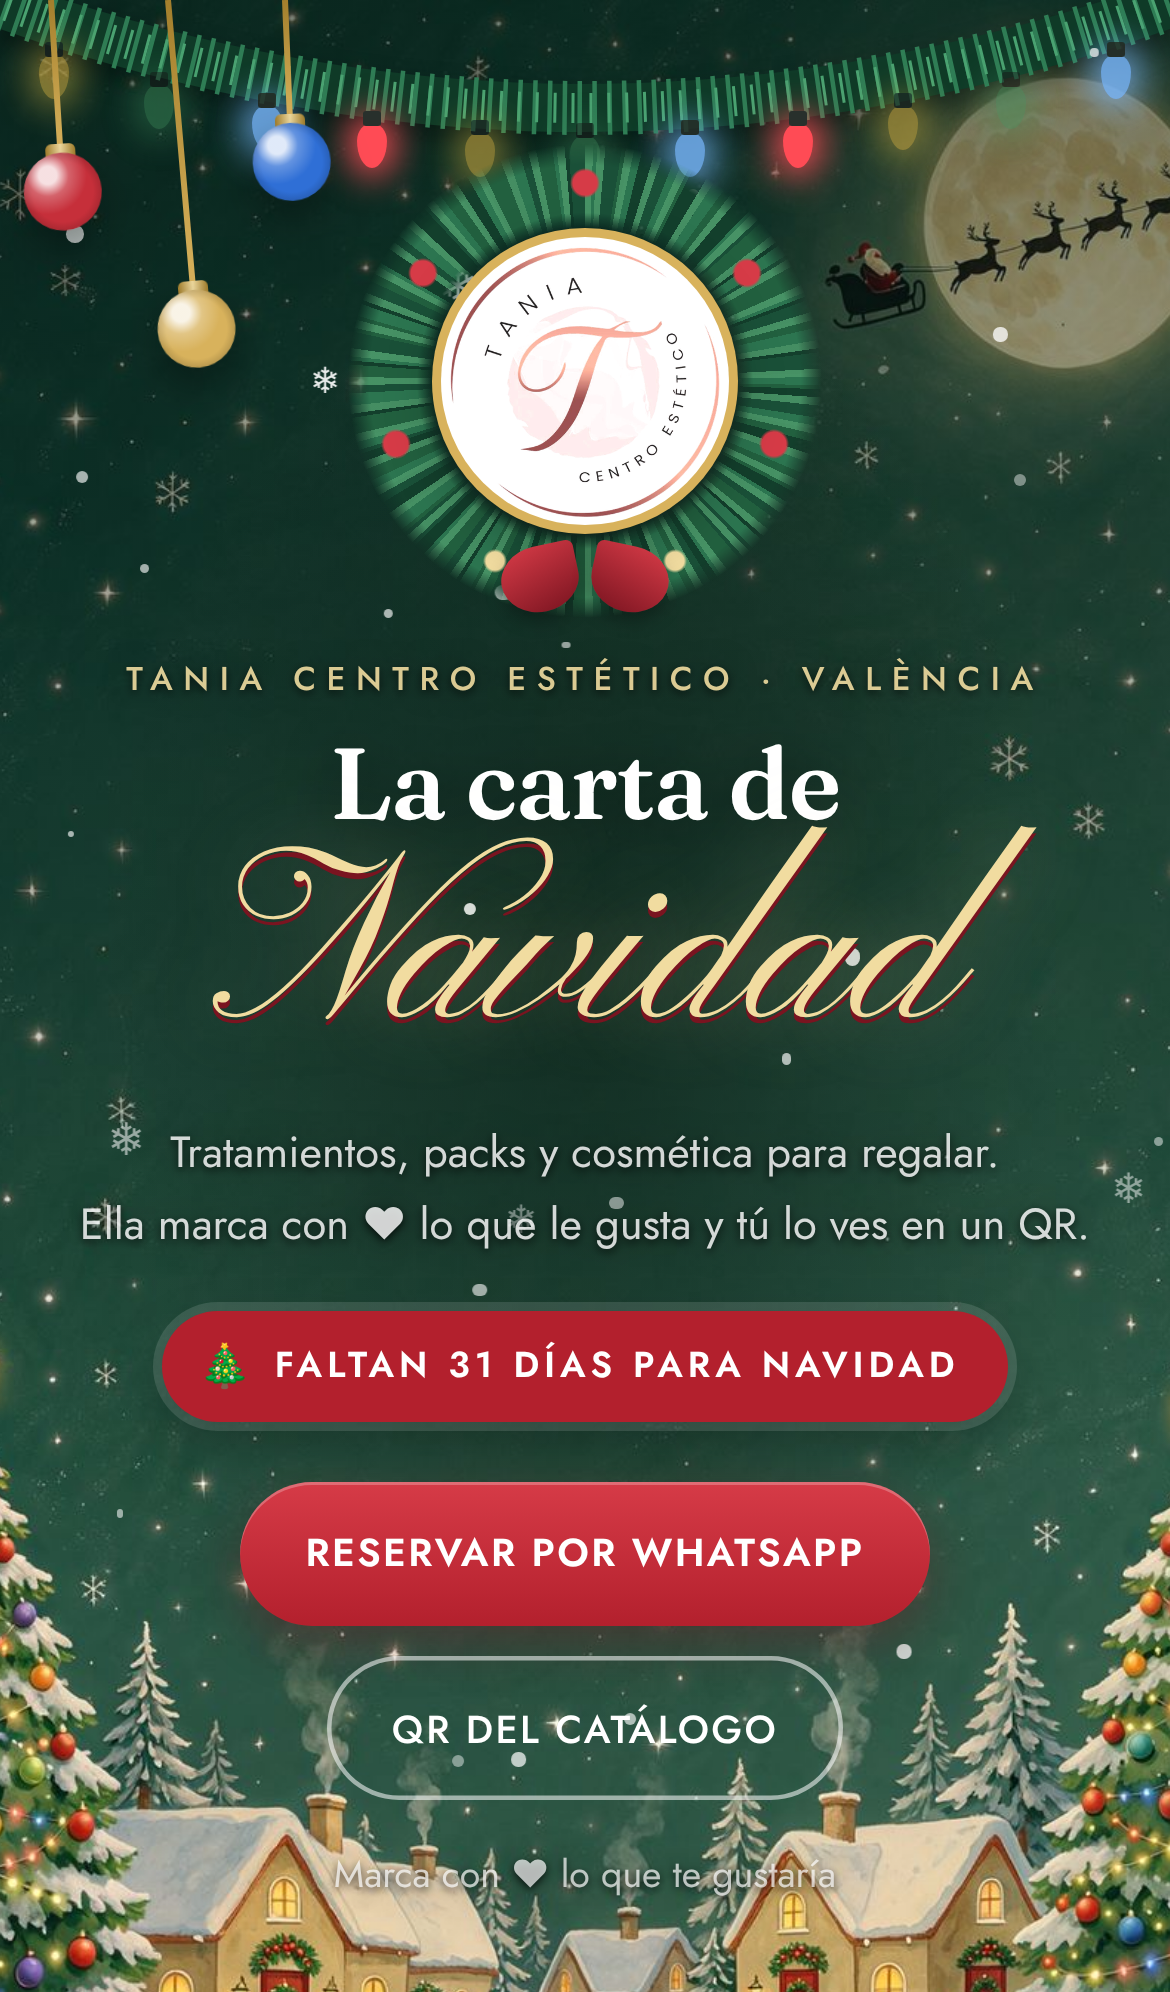 TANIA
T
CENTRO ESTÉTICO
TANIA CENTRO ESTÉTICO · VALÈNCIA
La carta de
Navidad
Tratamientos, packs y cosmética para regalar.
Ella marca con ♥ lo que le gusta y tú lo ves en un QR.
🎄 FALTAN 31 DÍAS PARA NAVIDAD
RESERVAR POR WHATSAPP
QR DEL CATÁLOGO
Marca con ♥ lo que te gustaría